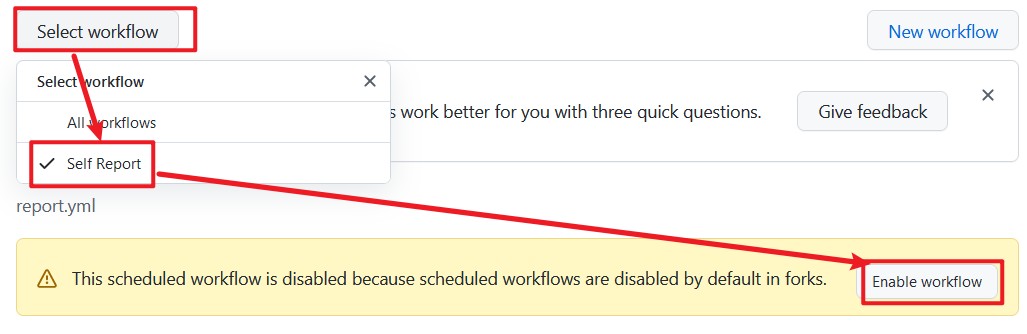 Select workflow
New workflow
Select workflow
All workflows
Self Report
s work better for you with three quick questions.
Give feedback
report.yml
This scheduled workflow is disabled because scheduled workflows are disabled by default in forks.
Enable workflow